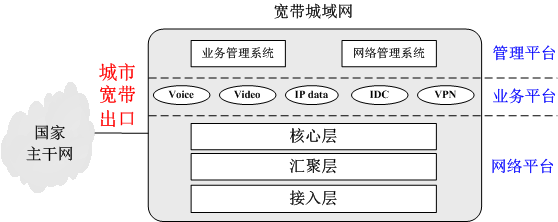 宽带城域网
业务管理系统
网络管理系统
管理平台
城市
宽带
出口
Voice
Video
IP data
IDC
VPN
业务平台
国家
主干网
核心层
汇聚层
接入层
网络平台